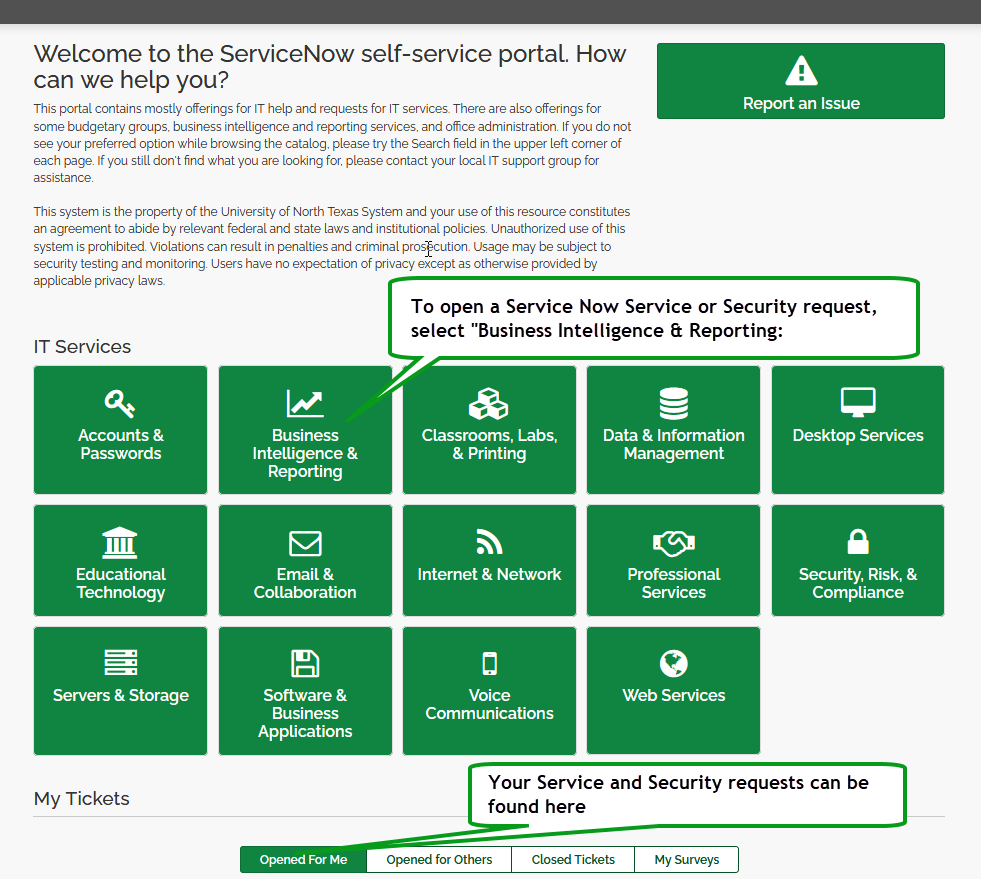 Welcome to the ServiceNow self-service portal. How
can we help you?
This portal contains mostly offerings for IT help and requests for IT services. There are also offerings for
some budgetary groups, business intelligence and reporting services, and office administration. If you do not
see your preferred option while browsing the catalog, please try the Search field in the upper left corner of
each page. If you still don't find what you are looking for, please contact your local IT support group for
assistance.
This system is the property of the University of North Texas System and your use of this resource constitutes
an agreement to abide by relevant federal and state laws and institutional policies. Unauthorized use of this
system is prohibited. Violations can result in penalties and criminal prosecution. Usage may be subject to
security testing and monitoring. Users have no expectation of privacy except as otherwise provided by
applicable privacy laws.
Report an Issue
To open a Service Now Service or Security request,
select "Business Intelligence & Reporting:
IT Services
Accounts &
Passwords
Business
Intelligence &
Reporting
Classrooms, Labs,
& Printing
Data & Information
Management
Desktop Services
Educational
Technology
Email &
Collaboration
Internet & Network
Professional
Services
Security, Risk, &
Compliance
Servers & Storage
Software &
Business
Applications
Voice
Communications
Web Services
Your Service and Security requests can be
found here
My Tickets
Opened For Me
Opened for Others
Closed Tickets
My Surveys